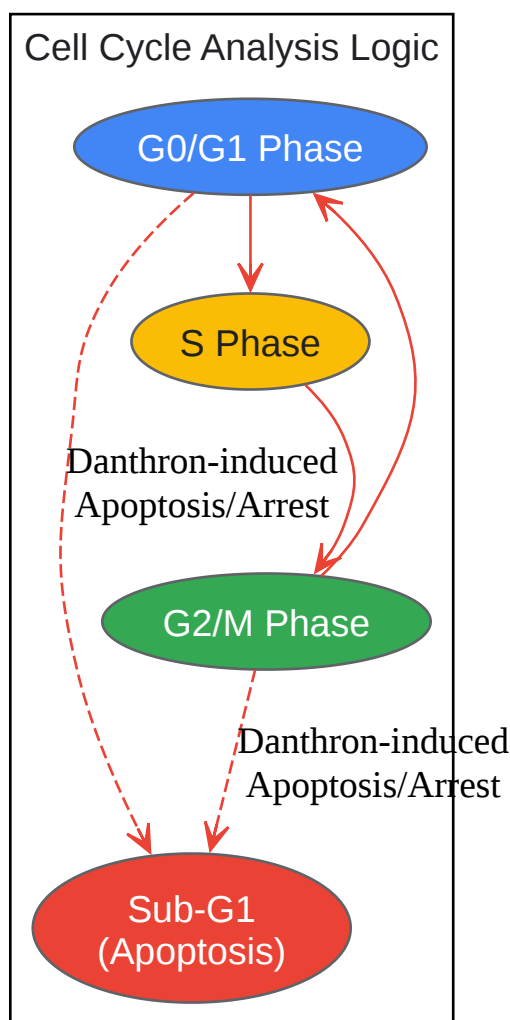 Cell Cycle Analysis Logic
G0/G1 Phase
S Phase
Danthron-induced
Apoptosis/Arrest
G2/M Phase
Danthron-induced
Apoptosis/Arrest
Sub-G1
(Apoptosis)